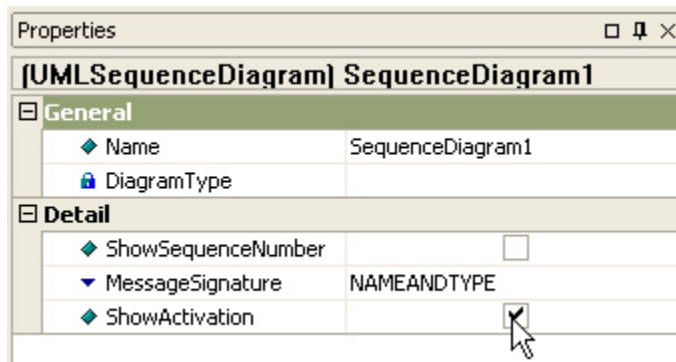 Properties
(UMLSequenceDiagram) SequenceDiagram1
General
Name SequenceDiagram1
DiagramType
Detail
ShowSequenceNumber
MessageSignature NAMEANDTYPE
ShowActivation